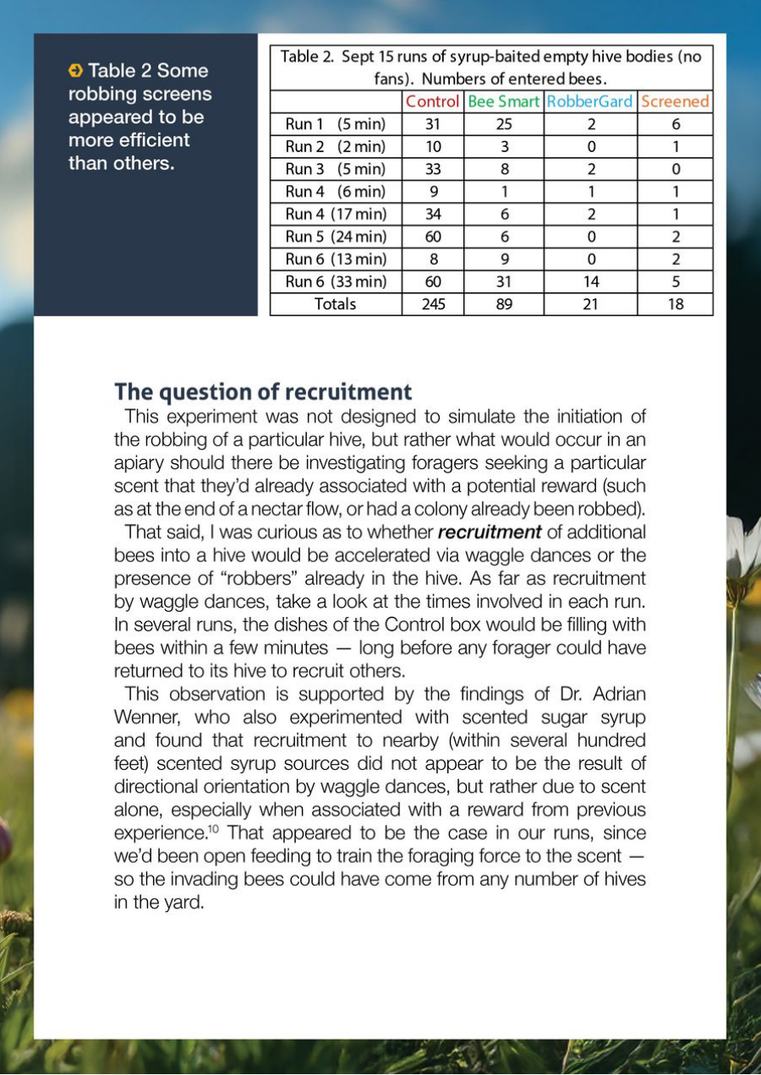 Table 2 Some
robbing screens
appeared to be
more efficient
than others.
Table 2. Sept 15 runs of syrup-baited empty hive bodies (no
fans). Numbers of entered bees.
Control Bee Smart RobberGard Screened
Run 1 (5 min) 31 25 2 6
Run 2 (2 min) 10 3 0 1
Run 3 (5 min) 33 8 2 0
Run 4 (6 min) 9 1 1 1
Run 4 (17 min) 34 6 2 1
Run 5 (24 min) 60 6 0 2
Run 6 (13 min) 8 9 0 2
Run 6 (33 min) 60 31 14 5
Totals 245 89 21 18
The question of recruitment
This experiment was not designed to simulate the initiation of
the robbing of a particular hive, but rather what would occur in an
apiary should there be investigating foragers seeking a particular
scent that they’d already associated with a potential reward (such
as at the end of a nectar flow, or had a colony already been robbed).
That said, I was curious as to whether recruitment of additional
bees into a hive would be accelerated via waggle dances or the
presence of “robbers” already in the hive. As far as recruitment
by waggle dances, take a look at the times involved in each run.
In several runs, the dishes of the Control box would be filling with
bees within a few minutes — long before any forager could have
returned to its hive to recruit others.
This observation is supported by the findings of Dr. Adrian
Wenner, who also experimented with scented sugar syrup
and found that recruitment to nearby (within several hundred
feet) scented syrup sources did not appear to be the result of
directional orientation by waggle dances, but rather due to scent
alone, especially when associated with a reward from previous
experience.¹⁰ That appeared to be the case in our runs, since
we’d been open feeding to train the foraging force to the scent —
so the invading bees could have come from any number of hives
in the yard.